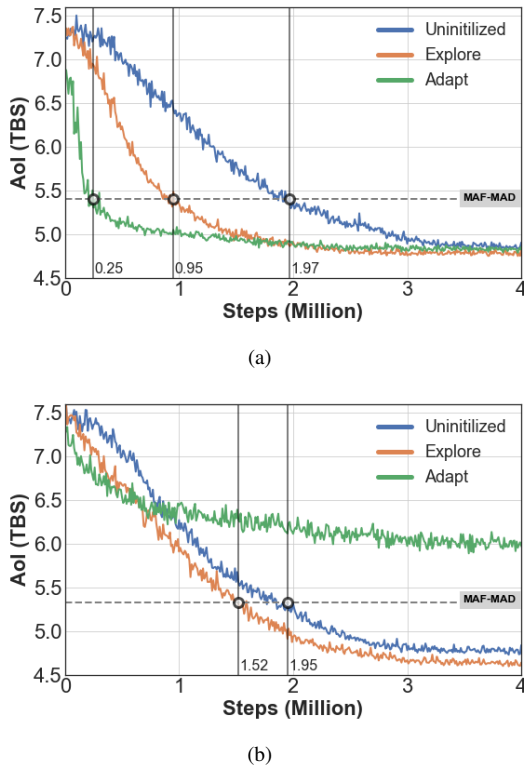 7.5
7.0
6.5
6.0
5.5
5.0
4.5
AoI (TBS)
Uninitilized
Explore
Adapt
MAF-MAD
0.25
0.95
1.97
0
1
2
3
4
Steps (Million)
(a)
7.5
7.0
6.5
6.0
5.5
5.0
4.5
AoI (TBS)
Uninitilized
Explore
Adapt
MAF-MAD
1.52
1.95
0
1
2
3
4
Steps (Million)
(b)